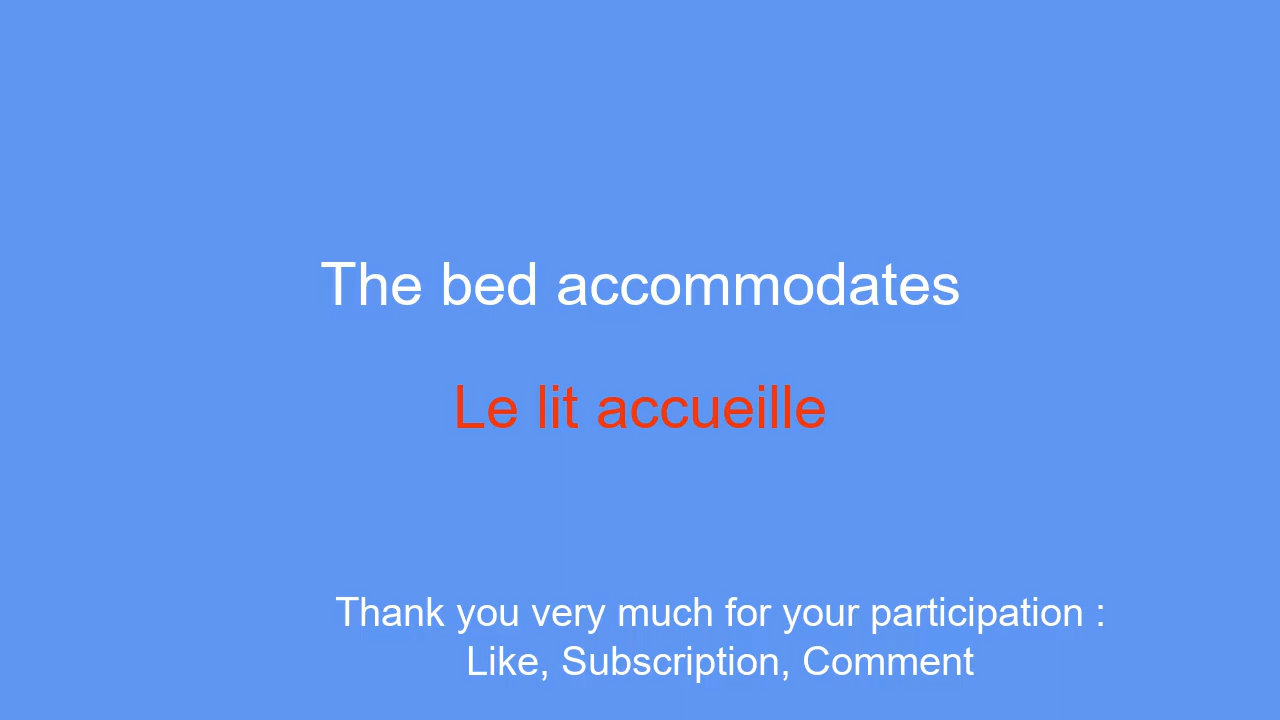 The bed accommodates
Le lit accueille
Thank you very much for your participation :
Like, Subscription, Comment